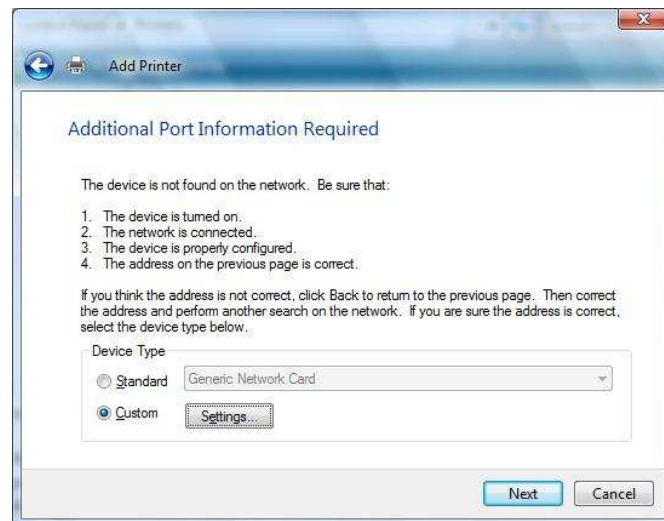 Add Printer
Additional Port Information Required
The device is not found on the network. Be sure that:
1. The device is turned on.
2. The network is connected.
3. The device is properly configured.
4. The address on the previous page is correct.
If you think the address is not correct, click Back to return to the previous page. Then correct
the address and perform another search on the network. If you are sure the address is correct,
select the device type below.
Device Type
Standard
Generic Network Card
Custom
Settings...
Next
Cancel